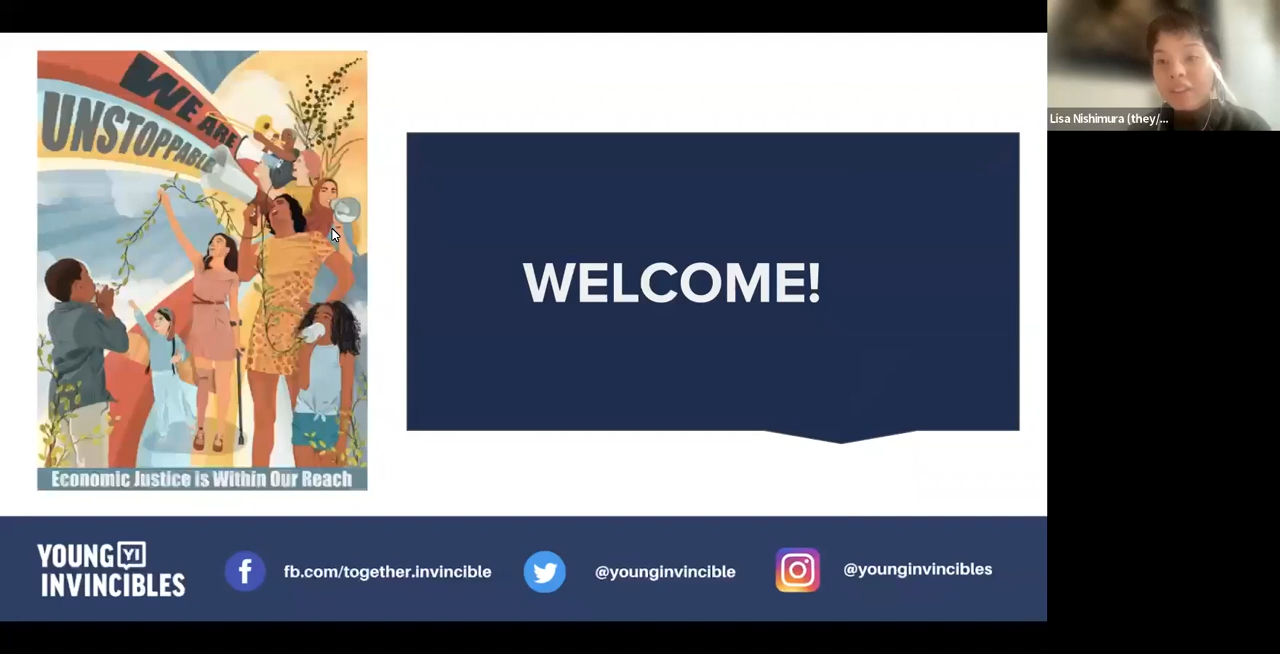 WE ARE
UNSTOPPABLE
Economic Justice is Within Our Reach
WELCOME!
Lisa Nishimura (they/...
YOUNG YI
INVINCIBLES
fb.com/together.invincible
@younginvincible
@younginvincibles